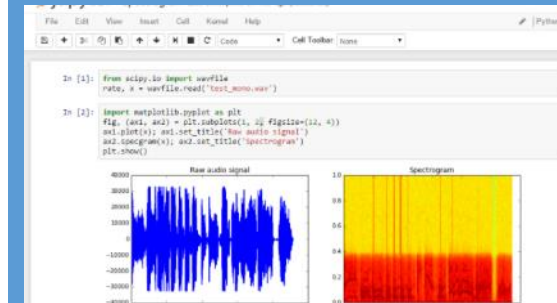 File Edit View Insert Cell Kernel Help Python
Code Cell Toolbar None
In [1]: from scipy.io import wavfile
rate, x = wavfile.read('test_mono.wav')
In [2]: import matplotlib.pyplot as plt
fig, (ax1, ax2) = plt.subplots(1, 2, figsize=(12, 4))
ax1.plot(x); ax1.set_title('Raw audio signal')
ax2.specgram(x); ax2.set_title('Spectrogram')
plt.show()
Raw audio signal Spectrogram
40000 1.0
30000
20000 0.8
10000 0.6
0
-10000 0.4
-20000 0.2
-30000
-40000 0.0